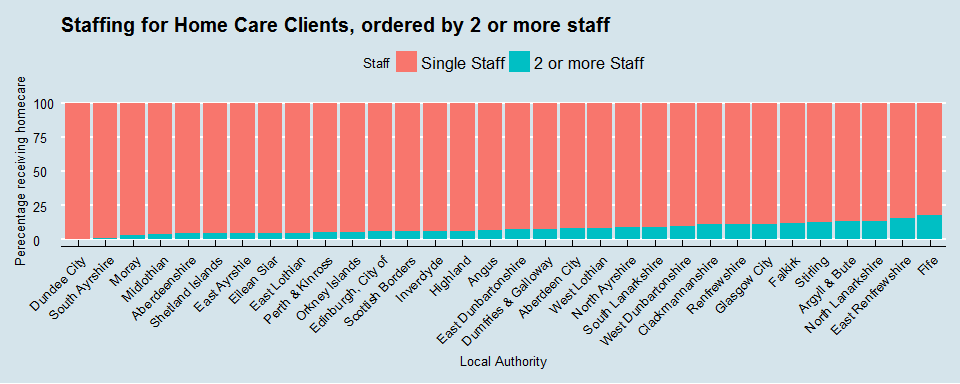 Staffing for Home Care Clients, ordered by 2 or more staff
Staff Single Staff 2 or more Staff
Perecentage receiving homecare
100
75
50
25
0
Dundee City
South Ayrshire
Moray
Midlothian
Aberdeenshire
Shetland Islands
East Ayrshie
Eilean Siar
East Lothian
Perth & Kinross
Orkney Islands
Edinburgh, City of
Scottish Borders
Inverclyde
Highland
Angus
East Dunbartonshire
Dumfries & Galloway
Aberdeen City
West Lothian
North Ayrshire
South Lanarkshire
West Dunbartonshire
Clackmannanshire
Renfrewshire
Glasgow City
Falkirk
Stirling
Argyll & Bute
North Lanarkshire
East Renfrewshire
Fife
Local Authority